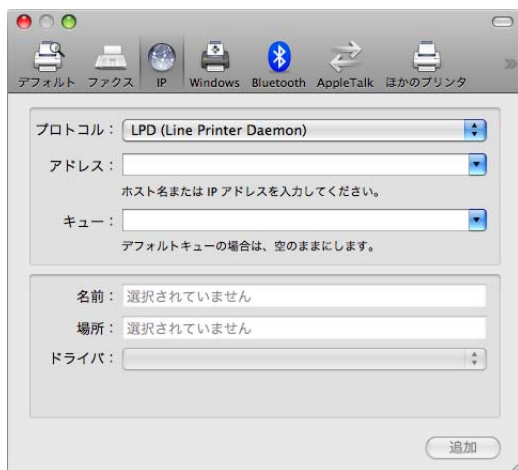 デフォルト ファクス IP Windows Bluetooth AppleTalk ほかのプリンタ
プロトコル： LPD (Line Printer Daemon)
アドレス：
ホスト名または IP アドレスを入力してください。
キュー：
デフォルトキューの場合は、空のままにします。
名前： 選択されていません
場所： 選択されていません
ドライバ：
追加